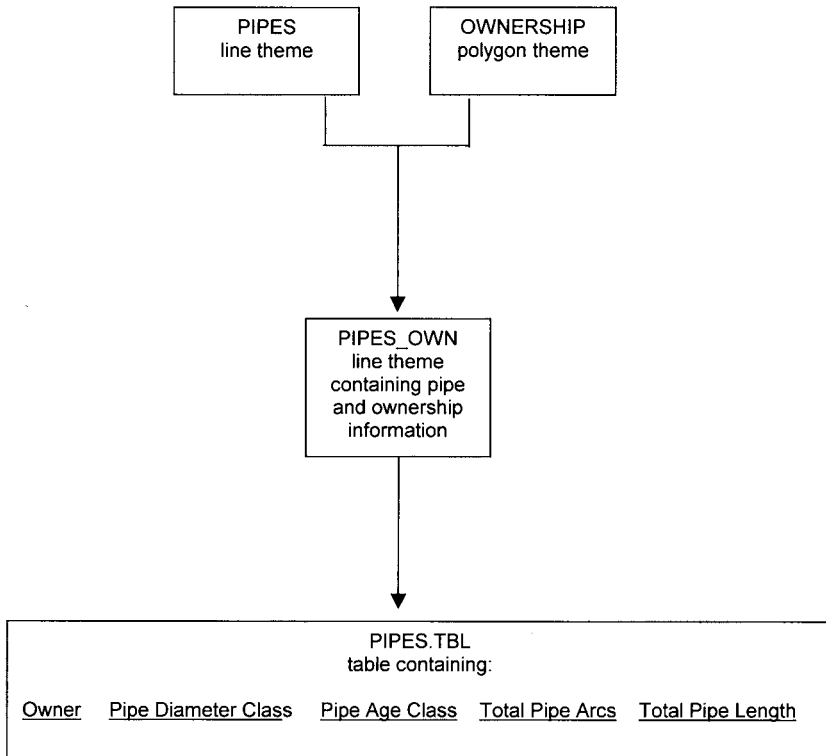 PIPES
line theme
OWNERSHIP
polygon theme
PIPES_OWN
line theme
containing pipe
and ownership
information
PIPES.TBL
table containing:
Owner Pipe Diameter Class Pipe Age Class Total Pipe Arcs Total Pipe Length